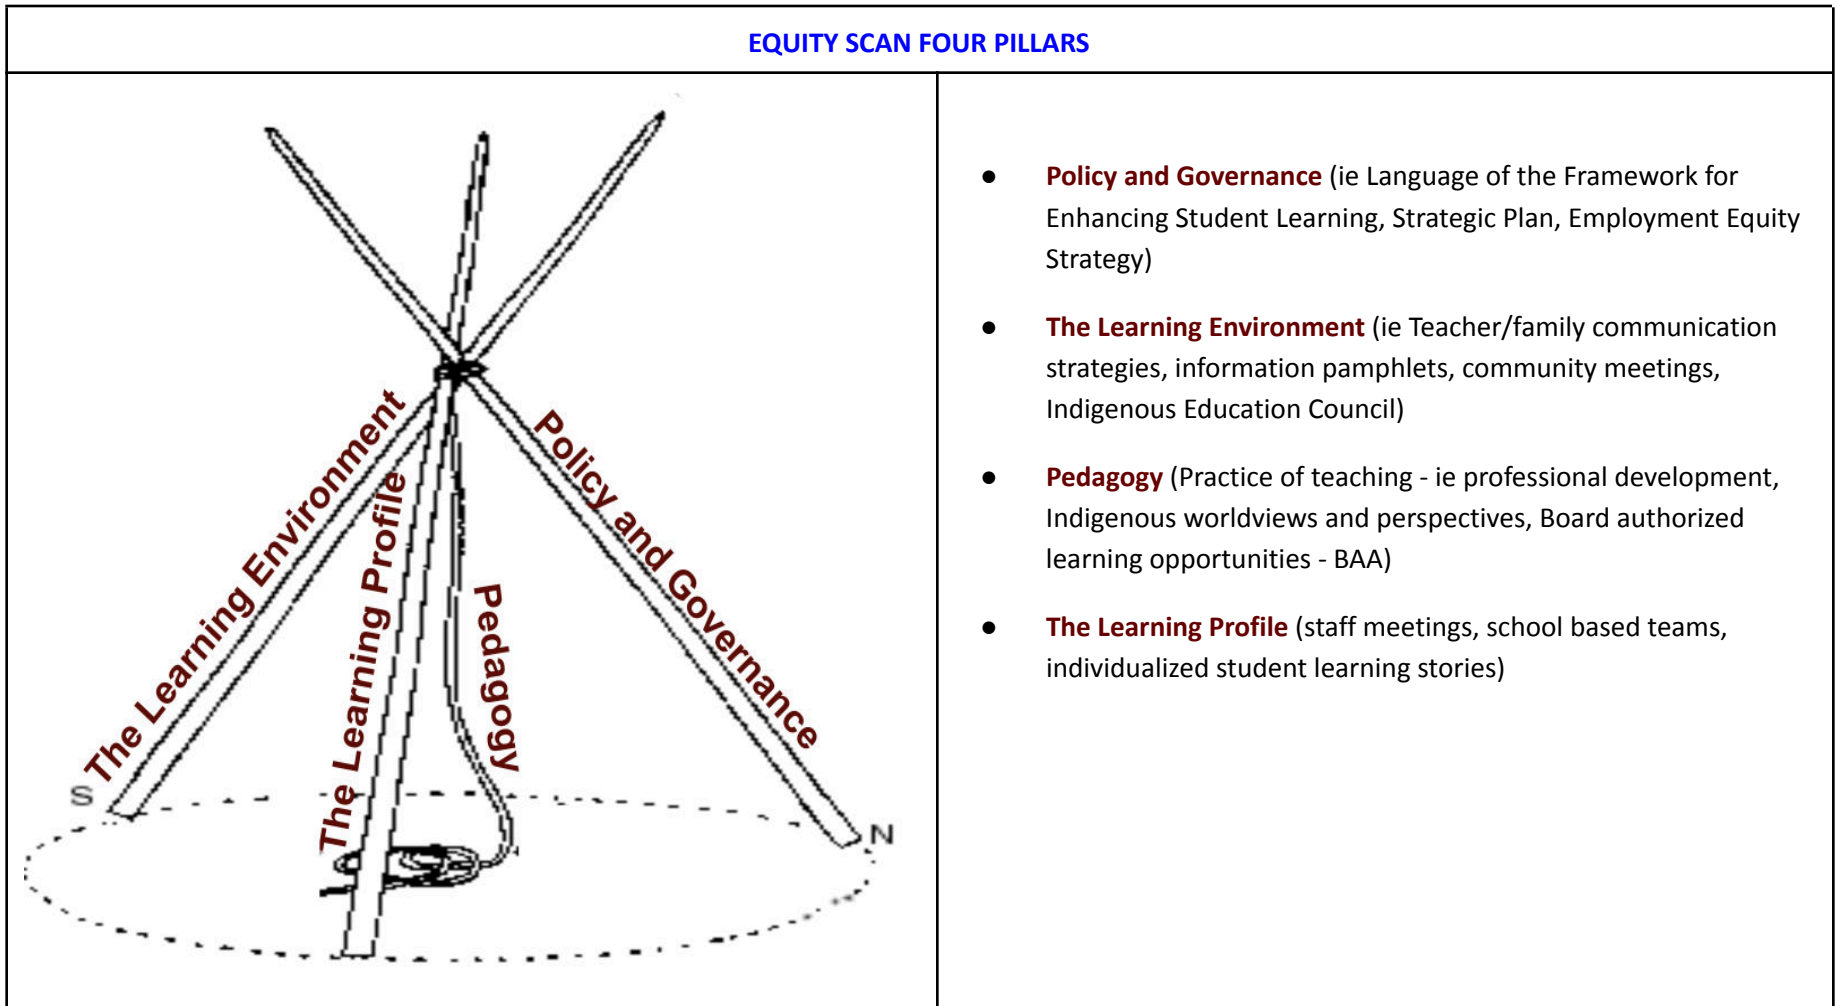 EQUITY SCAN FOUR PILLARS
The Learning Environment
The Learning Profile
Pedagogy
Policy and Governance
S
N
● Policy and Governance (ie Language of the Framework for
Enhancing Student Learning, Strategic Plan, Employment Equity
Strategy)
● The Learning Environment (ie Teacher/family communication
strategies, information pamphlets, community meetings,
Indigenous Education Council)
● Pedagogy (Practice of teaching - ie professional development,
Indigenous worldviews and perspectives, Board authorized
learning opportunities - BAA)
● The Learning Profile (staff meetings, school based teams,
individualized student learning stories)